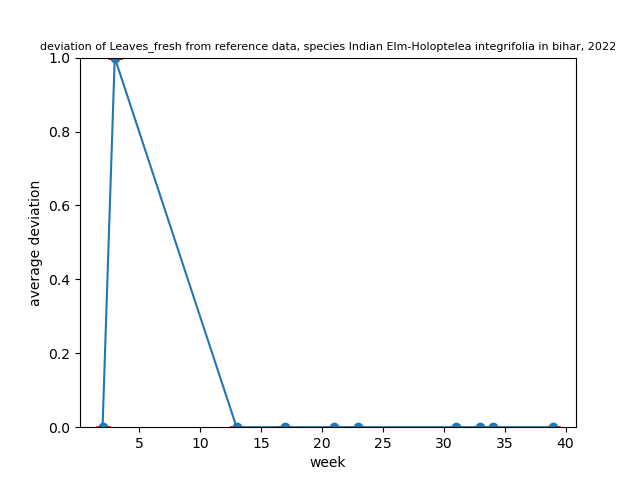 deviation of Leaves_fresh from reference data, species Indian Elm-Holoptelea integrifolia in bihar, 2022
1.0
0.8
0.6
0.4
0.2
0.0
average deviation
5 10 15 20 25 30 35 40
week